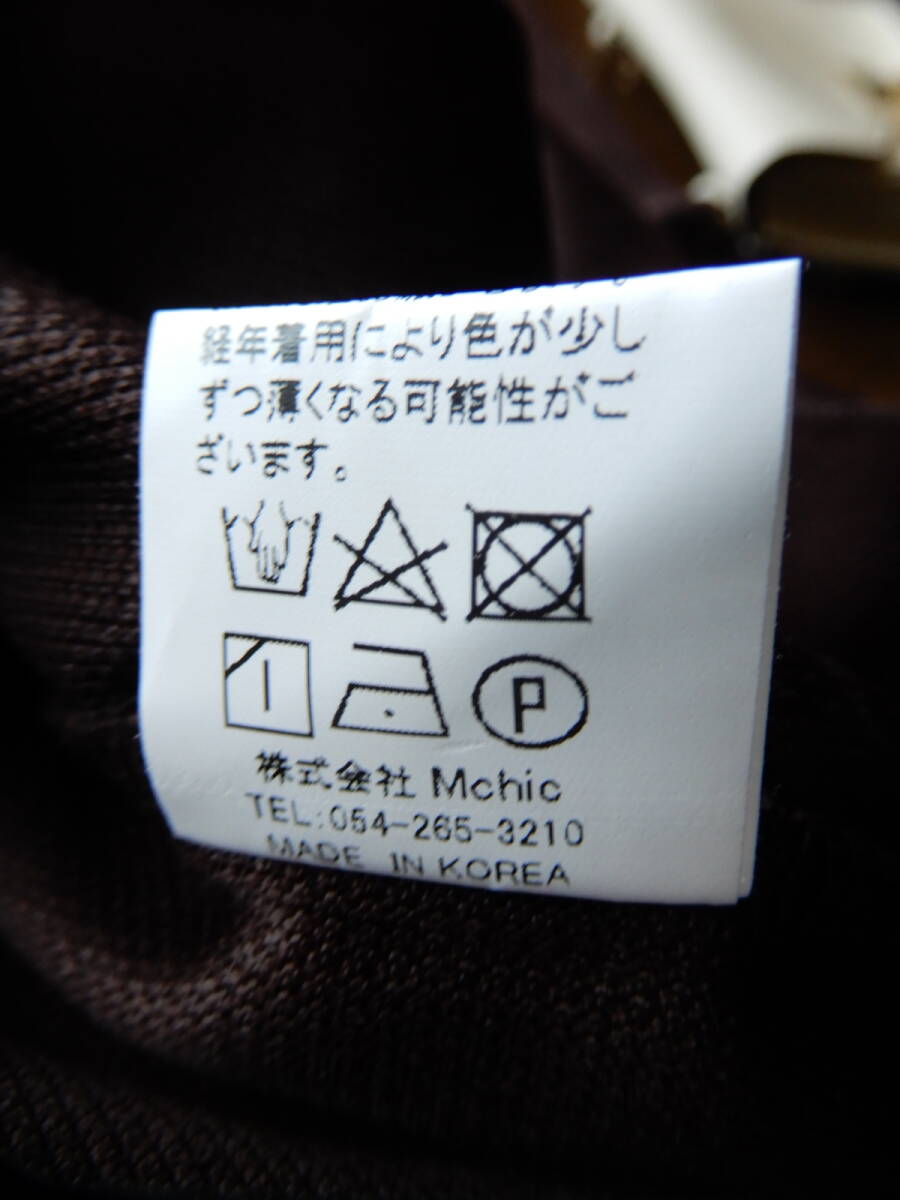 経年着用により色が少し
ずつ薄くなる可能性がご
ざいます。
P
株式会社 Mchic
TEL:054-265-3210
MADE IN KOREA